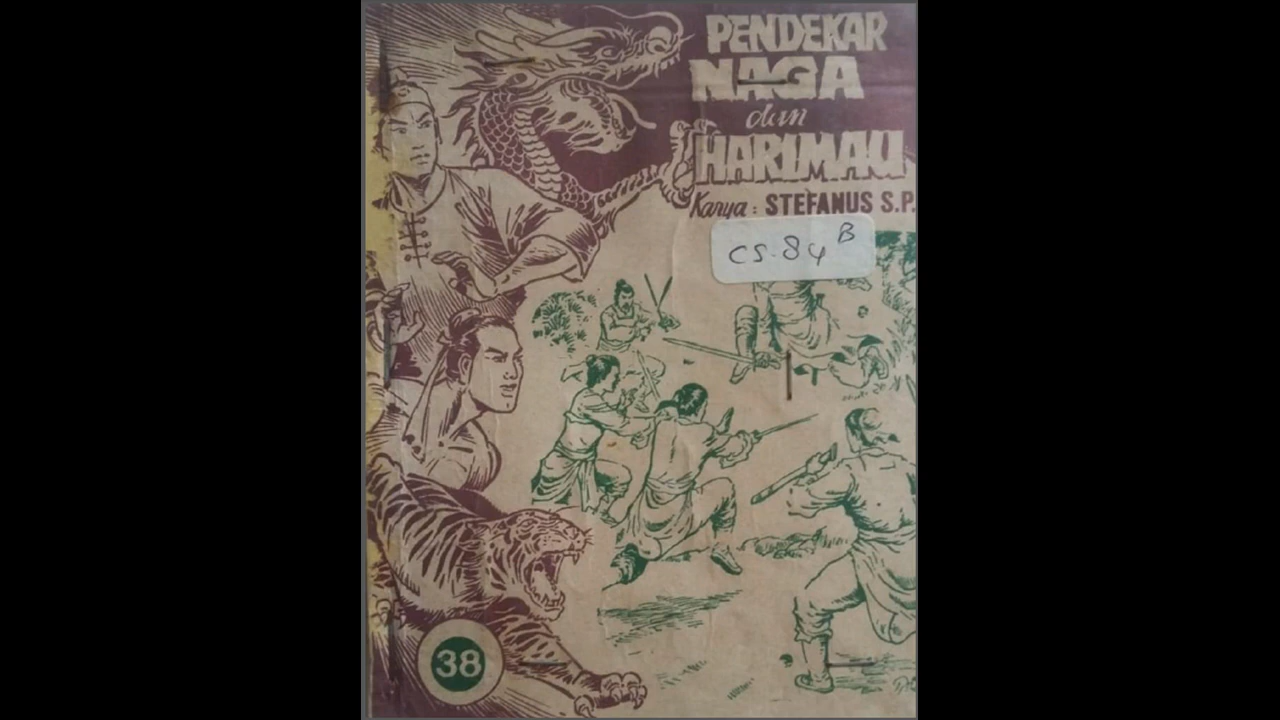 PENDEKAR
NAGA
dan
HARIMAU
Karya : STEFANUS S.P.
CS. 84 B
38